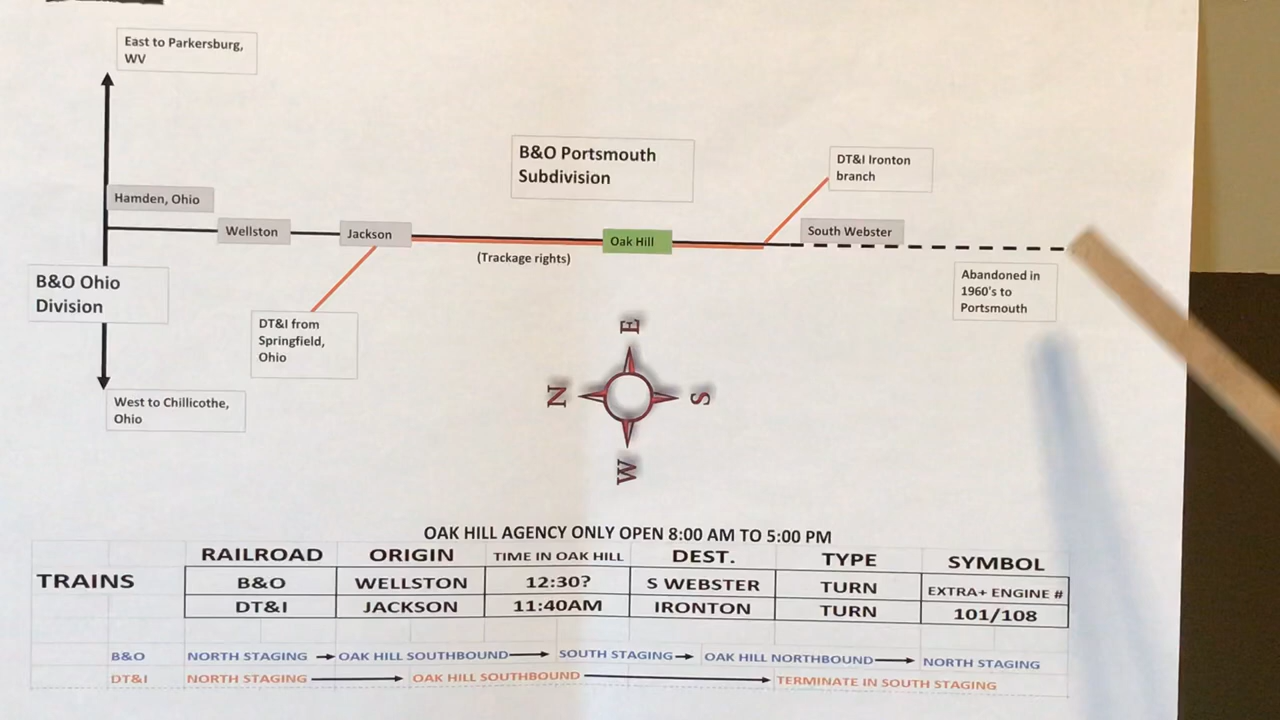 East to Parkersburg,
WV
B&O Portsmouth
Subdivision
DT&I Ironton
branch
Hamden, Ohio
Wellston
Jackson
Oak Hill
South Webster
(Trackage rights)
B&O Ohio
Division
Abandoned in
1960's to
Portsmouth
DT&I from
Springfield,
Ohio
E
N
S
W
West to Chillicothe,
Ohio
OAK HILL AGENCY ONLY OPEN 8:00 AM TO 5:00 PM
RAILROAD ORIGIN TIME IN OAK HILL DEST. TYPE SYMBOL
TRAINS B&O WELLSTON 12:30? S WEBSTER TURN EXTRA+ ENGINE #
DT&I JACKSON 11:40AM IRONTON TURN 101/108
B&O NORTH STAGING OAK HILL SOUTHBOUND SOUTH STAGING OAK HILL NORTHBOUND NORTH STAGING
DT&I NORTH STAGING OAK HILL SOUTHBOUND TERMINATE IN SOUTH STAGING